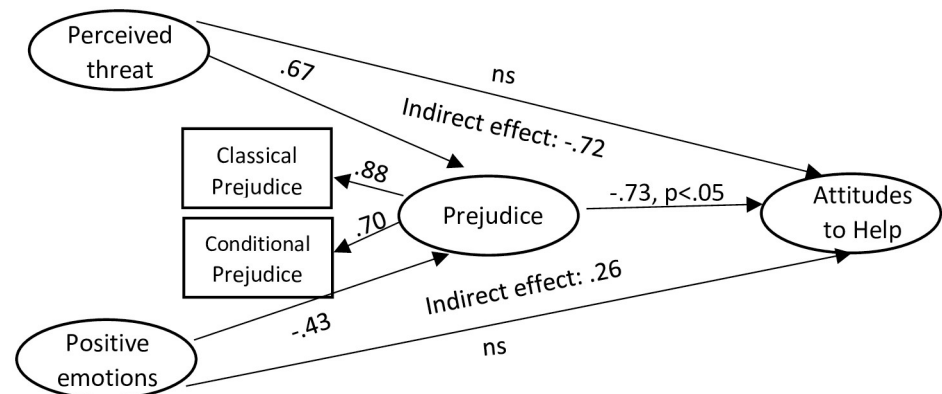 Perceived
threat
.67
ns
Indirect effect: -.72
Classical
Prejudice
.88
Conditional
Prejudice
.70
Prejudice
-.73, p<.05
Attitudes
to Help
Indirect effect: .26
-.43
ns
Positive
emotions